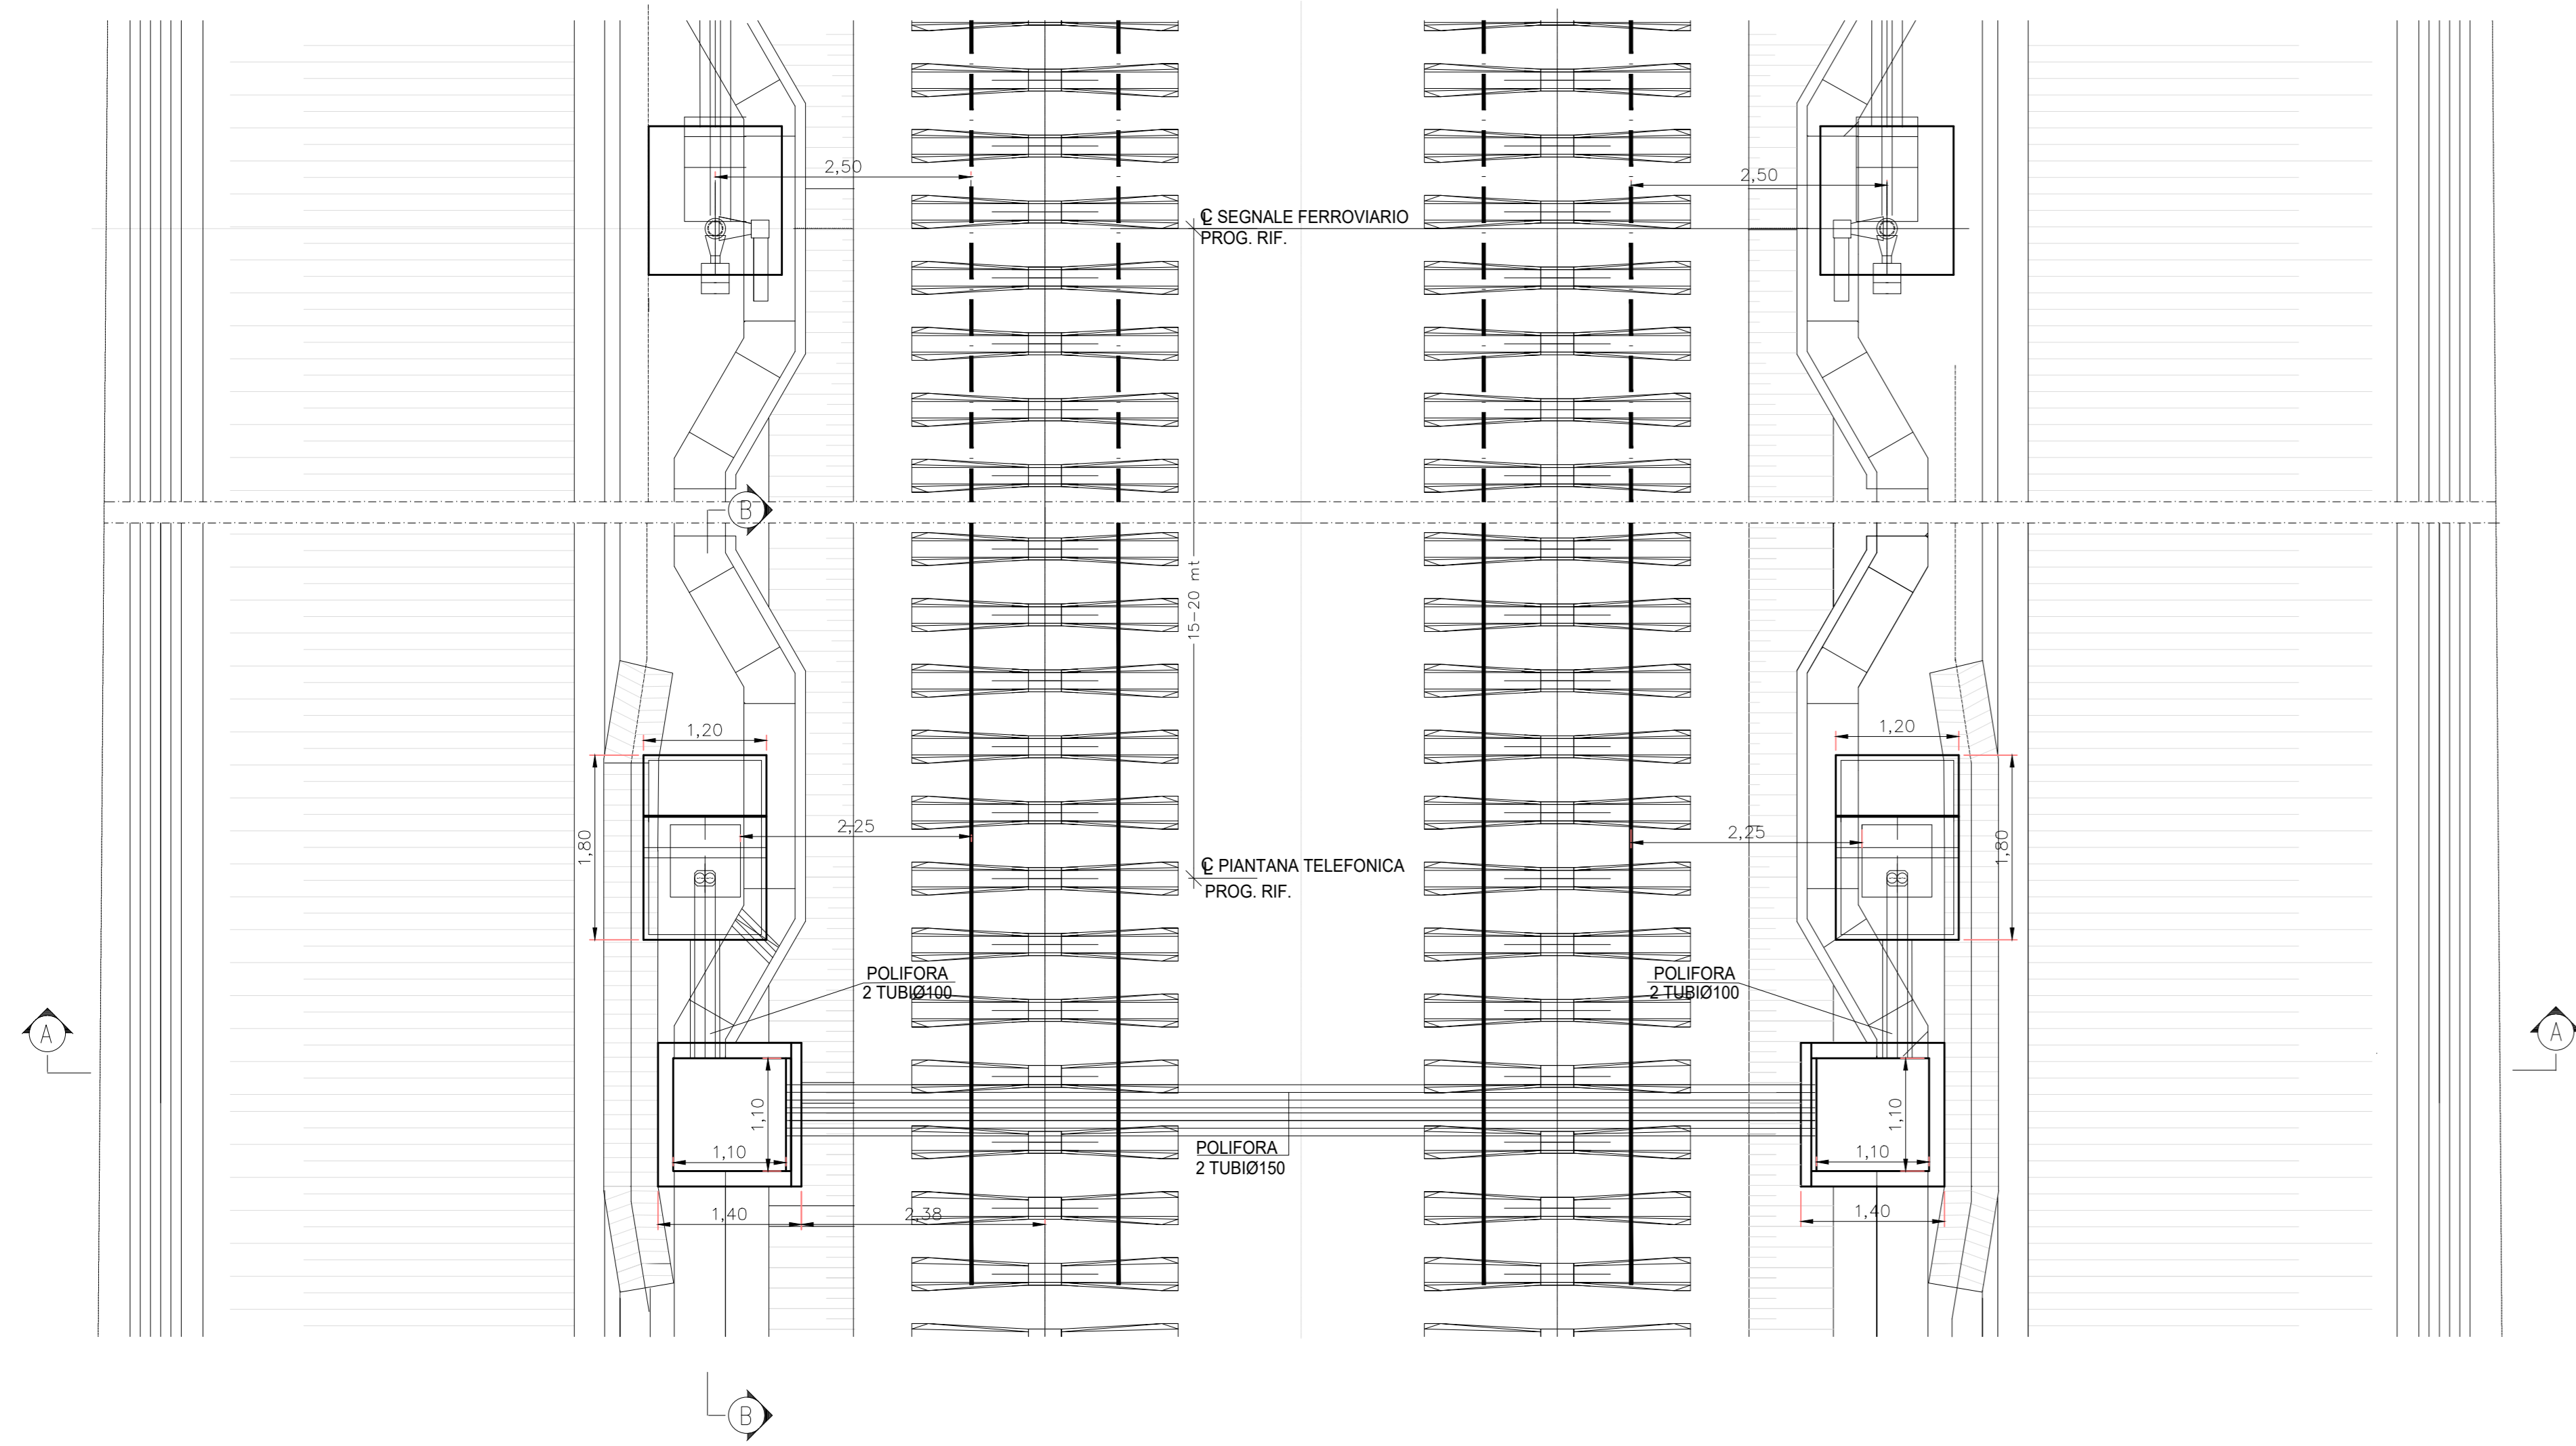 2,50
2,50
℄ SEGNALE FERROVIARIO
PROG. RIF.
B
15-20 mt
1,20
1,20
1,80
2,25
2,25
1,80
℄ PIANTANA TELEFONICA
PROG. RIF.
POLIFORA
2 TUBIØ100
POLIFORA
2 TUBIØ100
A
A
1,10
1,10
1,10
1,10
POLIFORA
2 TUBIØ150
1,40
2,38
1,40
B